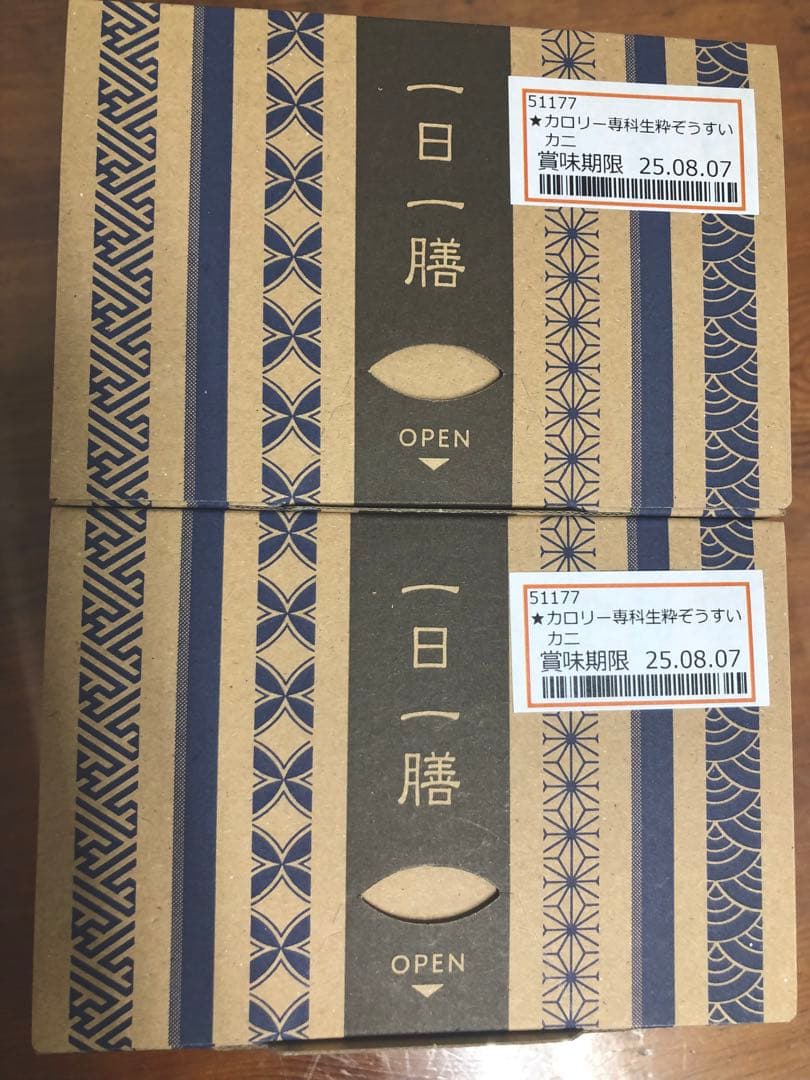 一日一膳
OPEN
51177
★カロリー専科生粋ぞうすい
カニ
賞味期限 25.08.07
一日一膳
OPEN
51177
★カロリー専科生粋ぞうすい
カニ
賞味期限 25.08.07